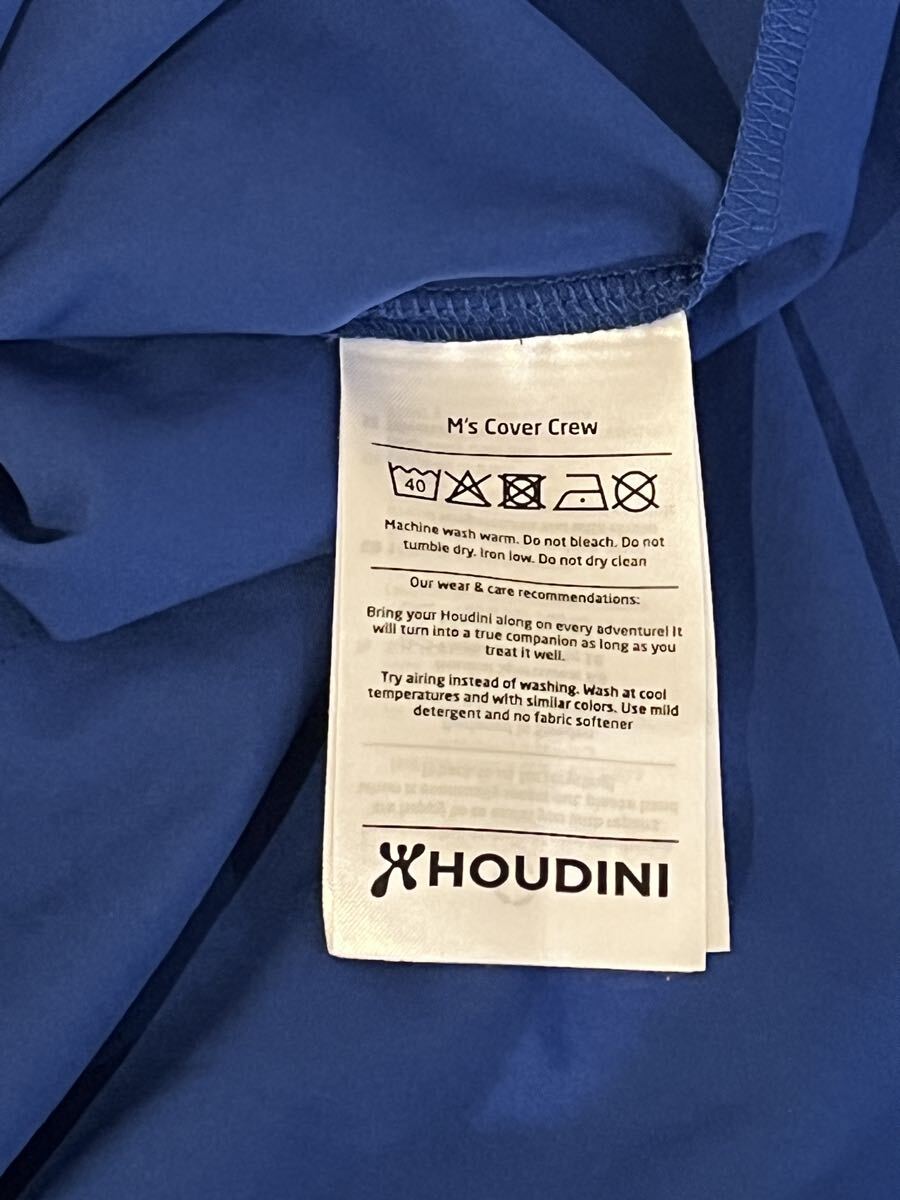 M's Cover Crew
40
Machine wash warm. Do not bleach. Do not
tumble dry. Iron low. Do not dry clean
Our wear & care recommendations:
Bring your Houdini along on every adventure! It
will turn into a true companion as long as you
treat it well.
Try airing instead of washing. Wash at cool
temperatures and with similar colors. Use mild
detergent and no fabric softener
HOUDINI